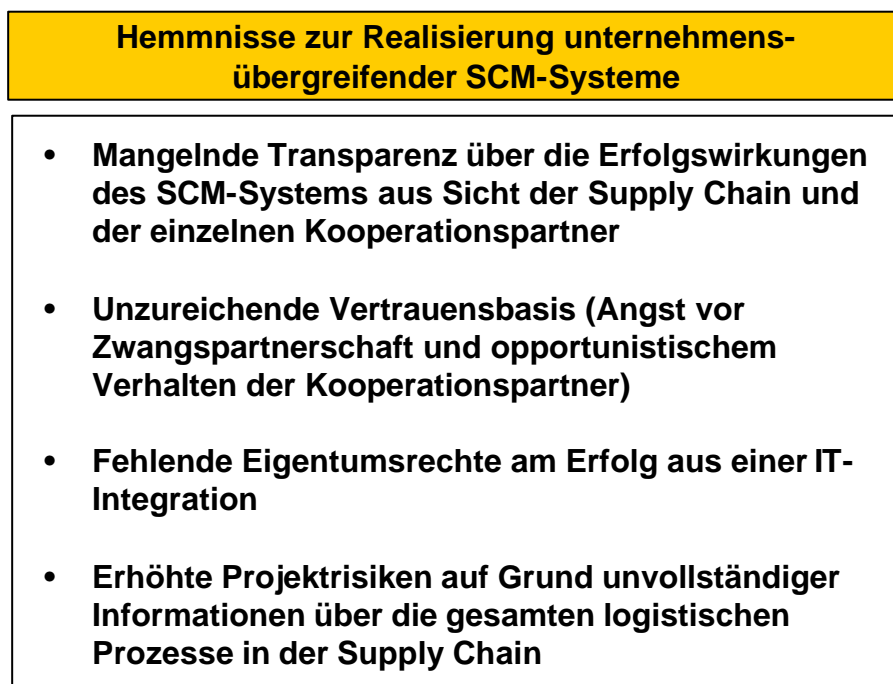 Hemmnisse zur Realisierung unternehmens-
übergreifender SCM-Systeme
• Mangelnde Transparenz über die Erfolgswirkungen
des SCM-Systems aus Sicht der Supply Chain und
der einzelnen Kooperationspartner
• Unzureichende Vertrauensbasis (Angst vor
Zwangspartnerschaft und opportunistischem
Verhalten der Kooperationspartner)
• Fehlende Eigentumsrechte am Erfolg aus einer IT-
Integration
• Erhöhte Projektrisiken auf Grund unvollständiger
Informationen über die gesamten logistischen
Prozesse in der Supply Chain